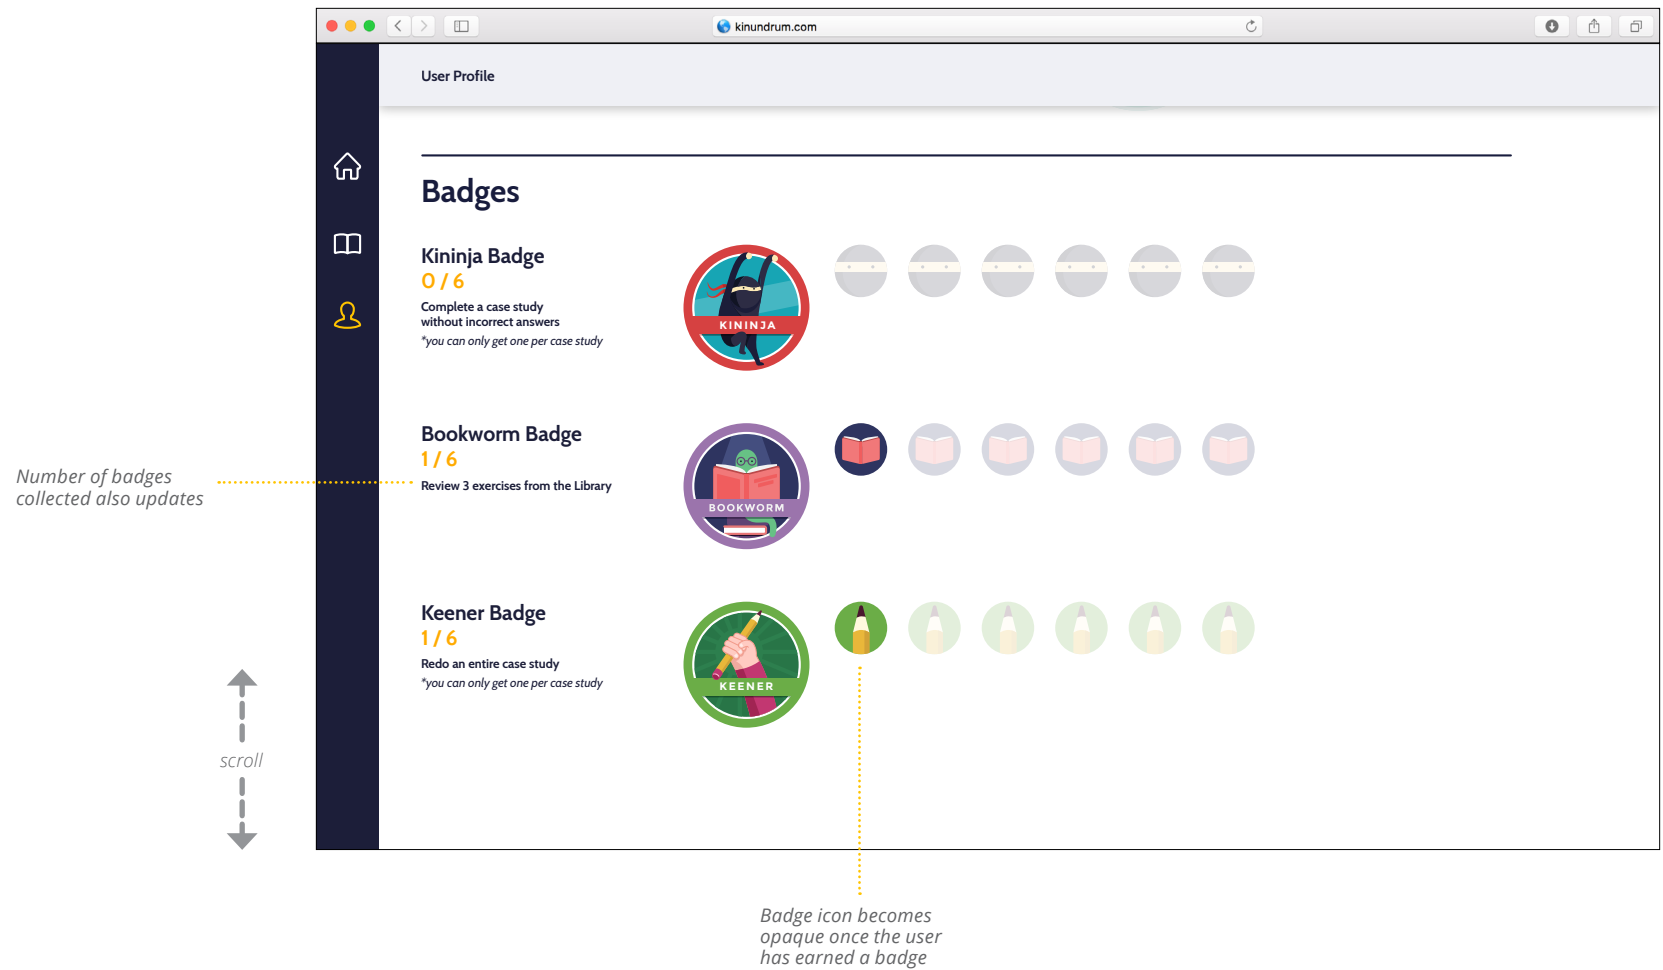 kinundrum.com
User Profile
Badges
Kininja Badge
0 / 6
Complete a case study
without incorrect answers
*you can only get one per case study
KININJA
Bookworm Badge
1 / 6
Review 3 exercises from the Library
BOOKWORM
Number of badges
collected also updates
Keener Badge
1 / 6
Redo an entire case study
*you can only get one per case study
KEENER
scroll
Badge icon becomes
opaque once the user
has earned a badge